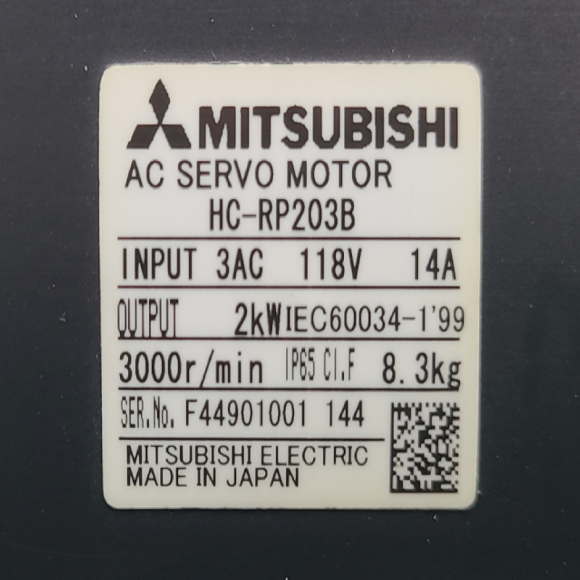 MITSUBISHI
AC SERVO MOTOR
HC-RP203B
INPUT 3AC 118V 14A
OUTPUT 2kW IEC60034-1'99
3000r/min IP65 Cl.F 8.3kg
SER.No. F44901001 144
MITSUBISHI ELECTRIC
MADE IN JAPAN